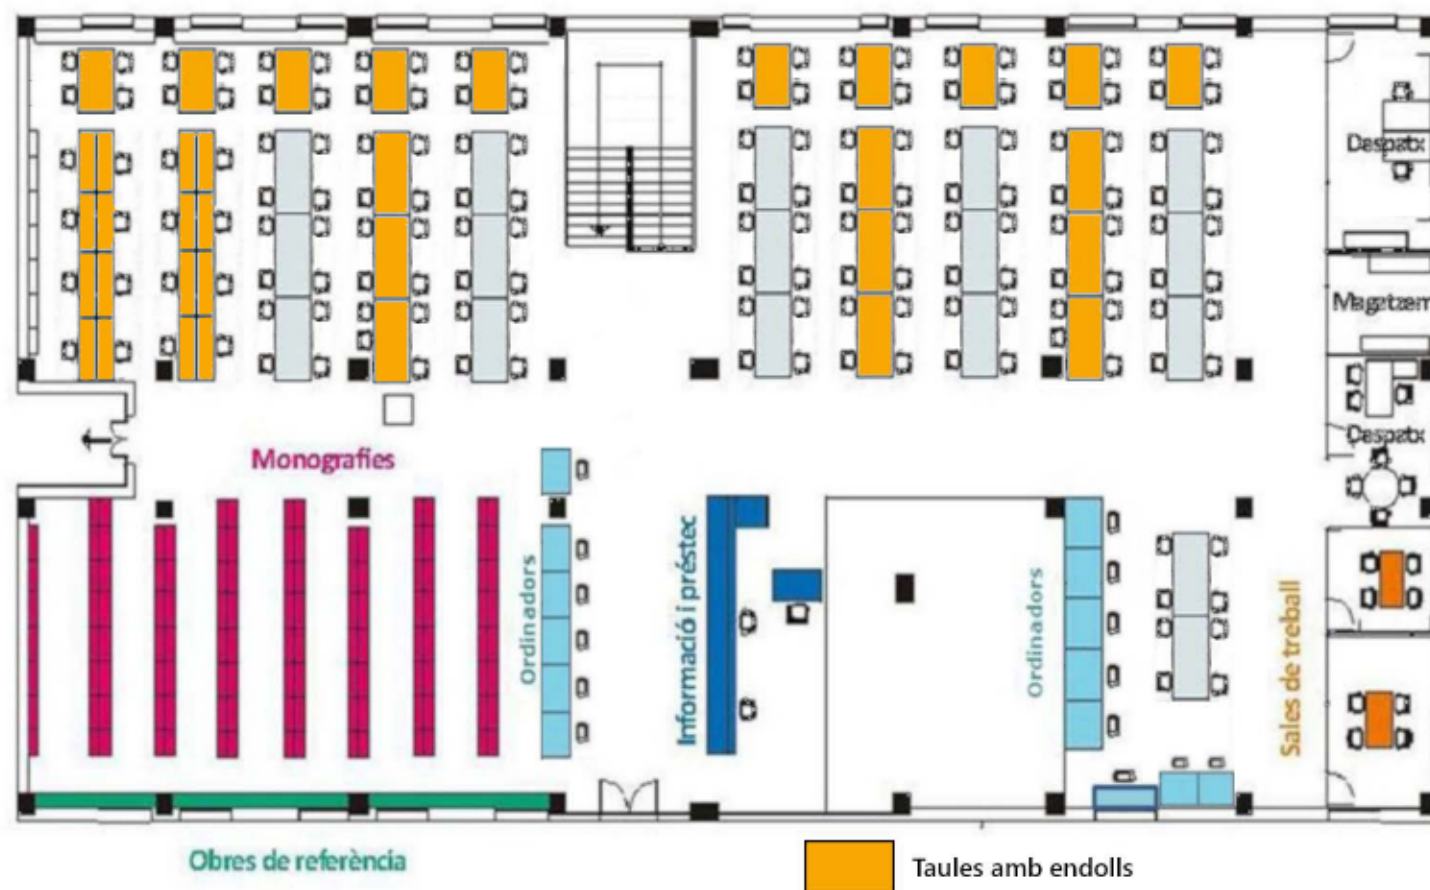 Despatx
Magatzem
Despatx
Monografies
Ordinadors
Informació i préstec
Ordinadors
Sales de treball
Obres de referència
Taules amb endolls